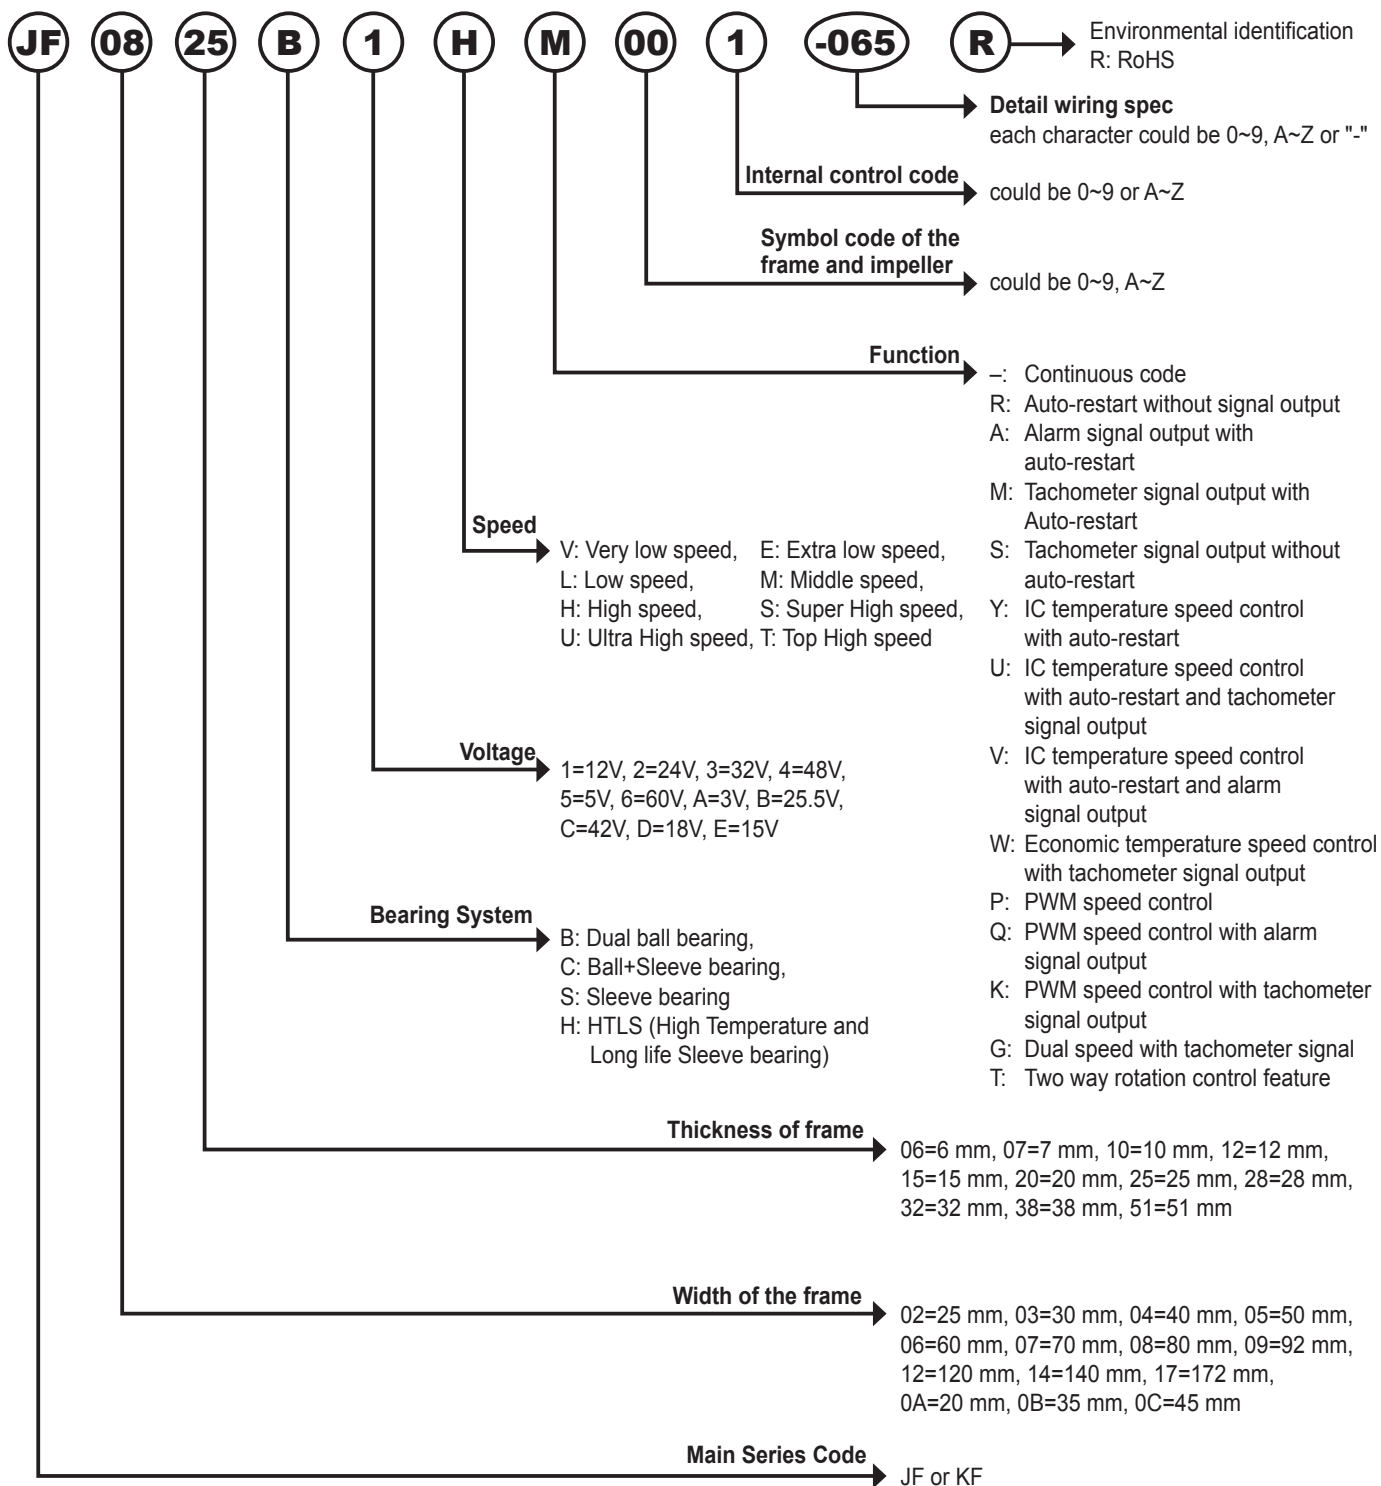 JF 08 25 B 1 H M 00 1 -065 R
Environmental identification
R: RoHS
Detail wiring spec
each character could be 0~9, A~Z or "-"
Internal control code
could be 0~9 or A~Z
Symbol code of the
frame and impeller
could be 0~9, A~Z
Function
–: Continuous code
R: Auto-restart without signal output
A: Alarm signal output with
auto-restart
M: Tachometer signal output with
Auto-restart
S: Tachometer signal output without
auto-restart
Y: IC temperature speed control
with auto-restart
U: IC temperature speed control
with auto-restart and tachometer
signal output
V: IC temperature speed control
with auto-restart and alarm
signal output
W: Economic temperature speed control
with tachometer signal output
P: PWM speed control
Q: PWM speed control with alarm
signal output
K: PWM speed control with tachometer
signal output
G: Dual speed with tachometer signal
T: Two way rotation control feature
Speed
V: Very low speed, E: Extra low speed,
L: Low speed, M: Middle speed,
H: High speed, S: Super High speed,
U: Ultra High speed, T: Top High speed
Voltage
1=12V, 2=24V, 3=32V, 4=48V,
5=5V, 6=60V, A=3V, B=25.5V,
C=42V, D=18V, E=15V
Bearing System
B: Dual ball bearing,
C: Ball+Sleeve bearing,
S: Sleeve bearing
H: HTLS (High Temperature and
Long life Sleeve bearing)
Thickness of frame
06=6 mm, 07=7 mm, 10=10 mm, 12=12 mm,
15=15 mm, 20=20 mm, 25=25 mm, 28=28 mm,
32=32 mm, 38=38 mm, 51=51 mm
Width of the frame
02=25 mm, 03=30 mm, 04=40 mm, 05=50 mm,
06=60 mm, 07=70 mm, 08=80 mm, 09=92 mm,
12=120 mm, 14=140 mm, 17=172 mm,
0A=20 mm, 0B=35 mm, 0C=45 mm
Main Series Code
JF or KF